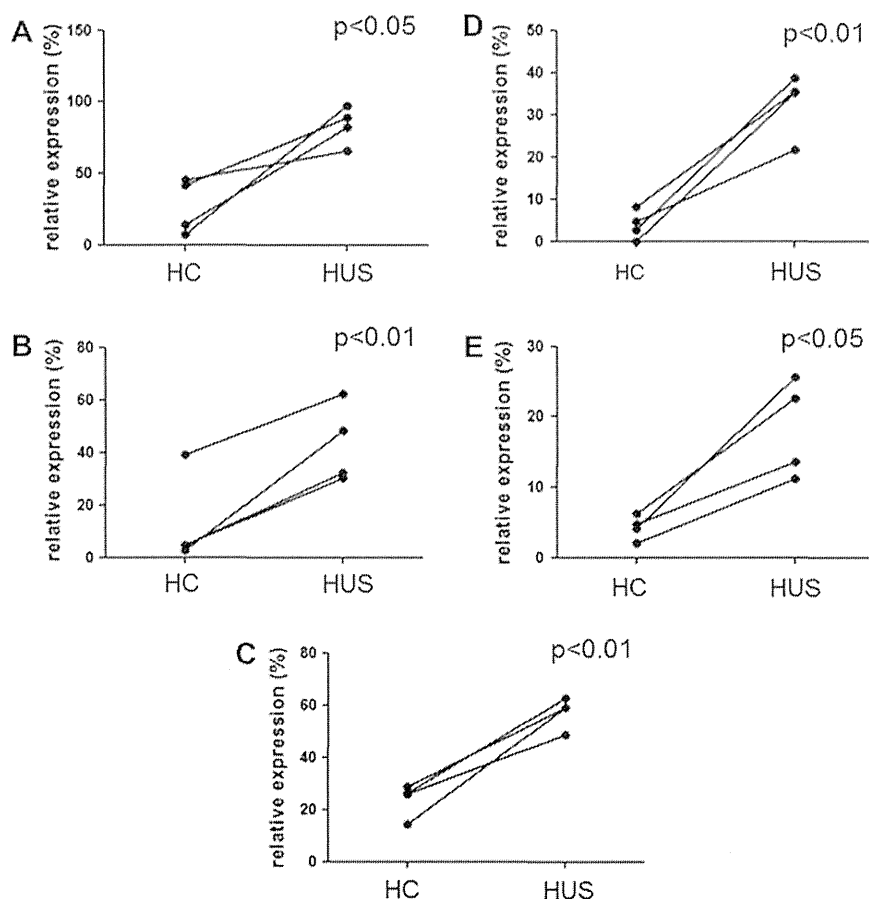 A
p<0.05
relative expression (%)
150
100
50
0
HC
HUS
D
p<0.01
relative expression (%)
50
40
30
20
10
0
HC
HUS
B
p<0.01
relative expression (%)
80
60
40
20
0
HC
HUS
E
p<0.05
relative expression (%)
30
20
10
0
HC
HUS
C
p<0.01
relative expression (%)
80
60
40
20
0
HC
HUS